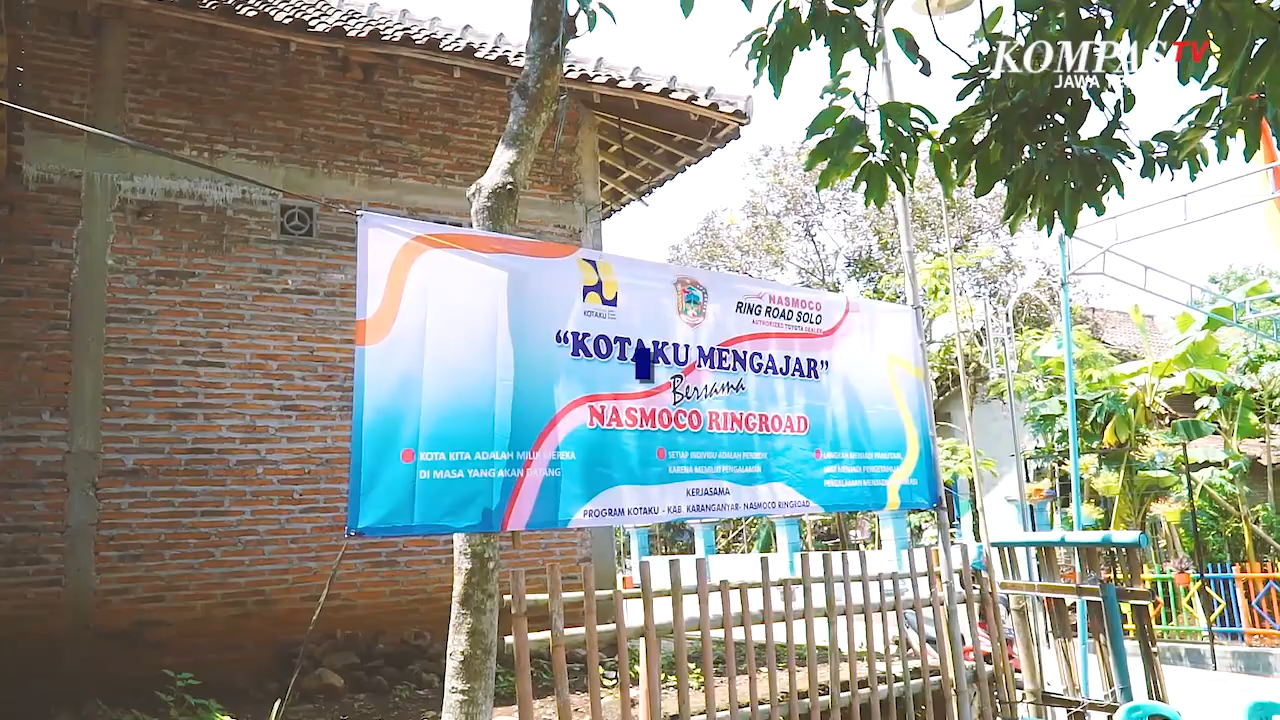 KOMPAS TV
JAWA
KOTAKU
NASMOCO
RING ROAD SOLO
AUTHORIZED TOYOTA DEALER
“KOTAKU MENGAJAR”
Bersama
NASMOCO RINGROAD
KOTA KITA ADALAH MILIK MEREKA
DI MASA YANG AKAN DATANG
SETIAP INDIVIDU ADALAH PENDIDIK
KARENA MEMILIKI PENGALAMAN
MENJADI PENGETAHUAN
KERJASAMA
PROGRAM KOTAKU - KAB. KARANGANYAR- NASMOCO RINGROAD